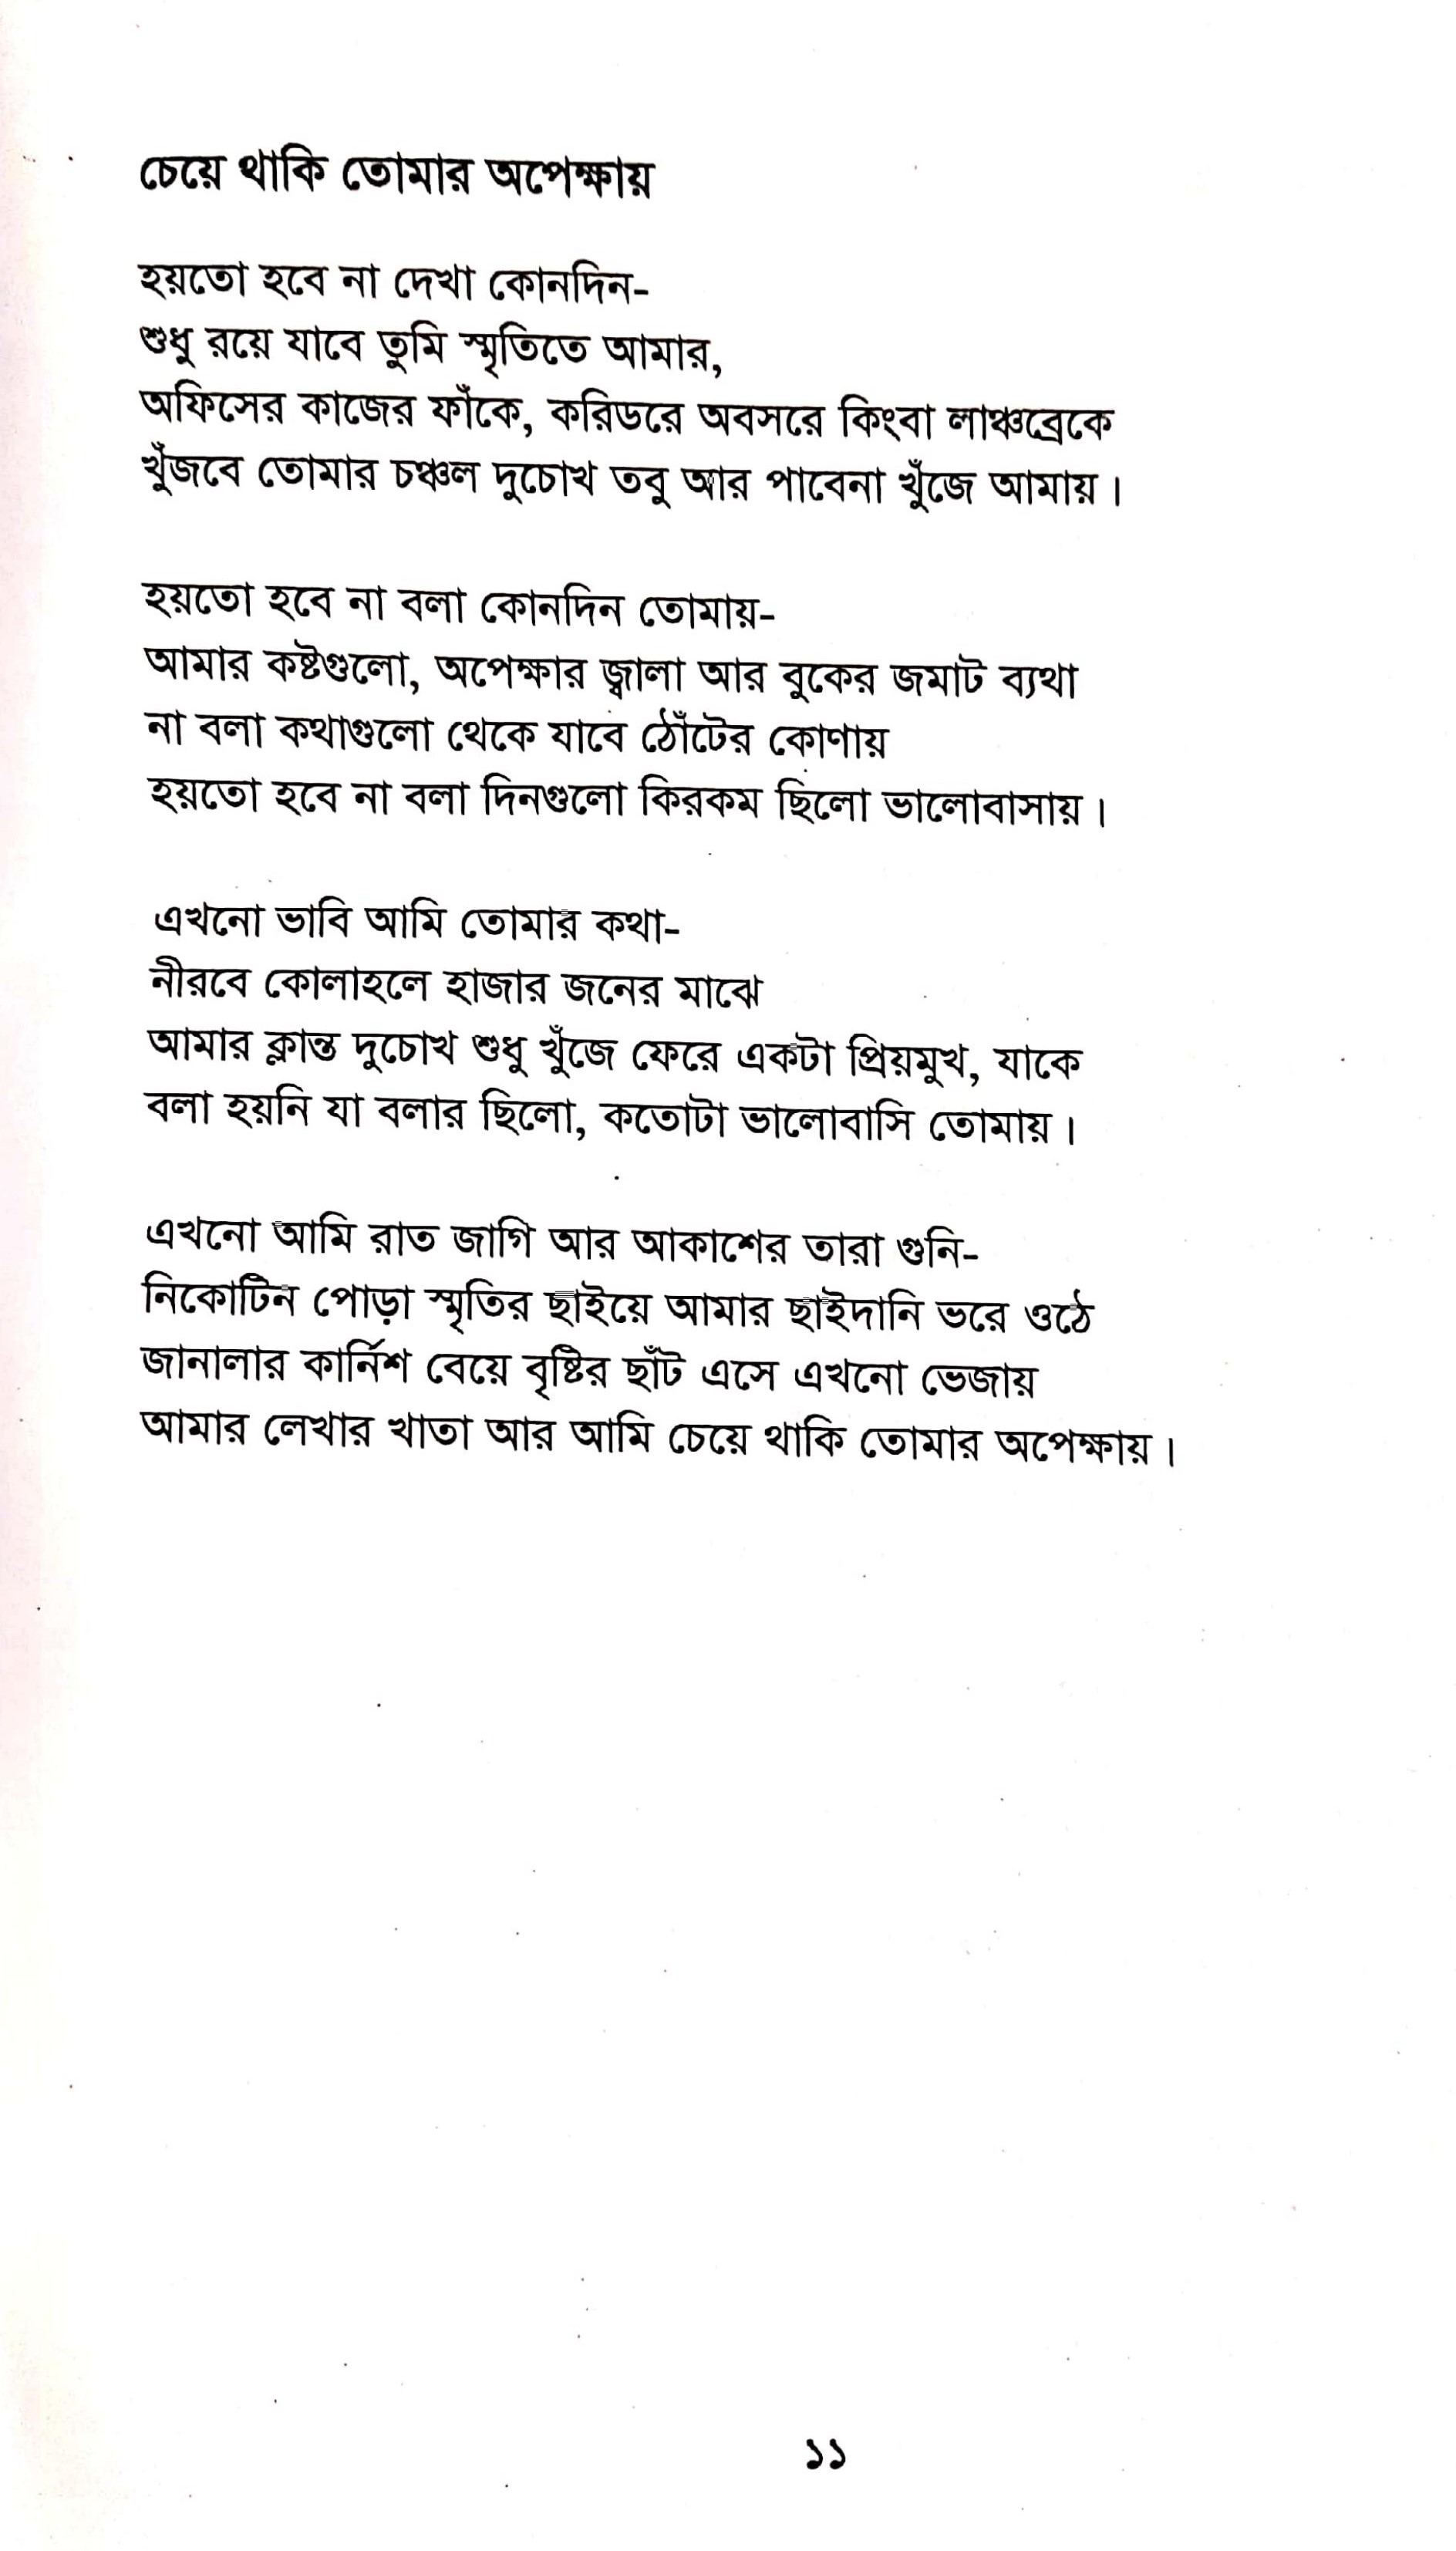 চেয়ে থাকি তোমার অপেক্ষায়
হয়তো হবে না দেখা কোনদিন-
শুধু রয়ে যাবে তুমি স্মৃতিতে আমার,
অফিসের কাজের ফাঁকে, করিডরে অবসরে কিংবা লাঞ্চব্রেকে
খুঁজবে তোমার চঞ্চল দুচোখ তবু আর পাবেনা খুঁজে আমায়।
হয়তো হবে না বলা কোনদিন তোমায়-
আমার কষ্টগুলো, অপেক্ষার জ্বালা আর বুকের জমাট ব্যথা
না বলা কথাগুলো থেকে যাবে ঠোঁটের কোণায়
হয়তো হবে না বলা দিনগুলো কিরকম ছিলো ভালোবাসায়।
এখনো ভাবি আমি তোমার কথা-
নীরবে কোলাহলে হাজার জনের মাঝে
আমার ক্লান্ত দুচোখ শুধু খুঁজে ফেরে একটা প্রিয়মুখ, যাকে
বলা হয়নি যা বলার ছিলো, কতোটা ভালোবাসি তোমায়।
এখনো আমি রাত জাগি আর আকাশের তারা গুনি-
নিকোটিন পোড়া স্মৃতির ছাইয়ে আমার ছাইদানি ভরে ওঠে
জানালার কার্নিশ বেয়ে বৃষ্টির ছাঁট এসে এখনো ভেজায়
আমার লেখার খাতা আর আমি চেয়ে থাকি তোমার অপেক্ষায়।
১১